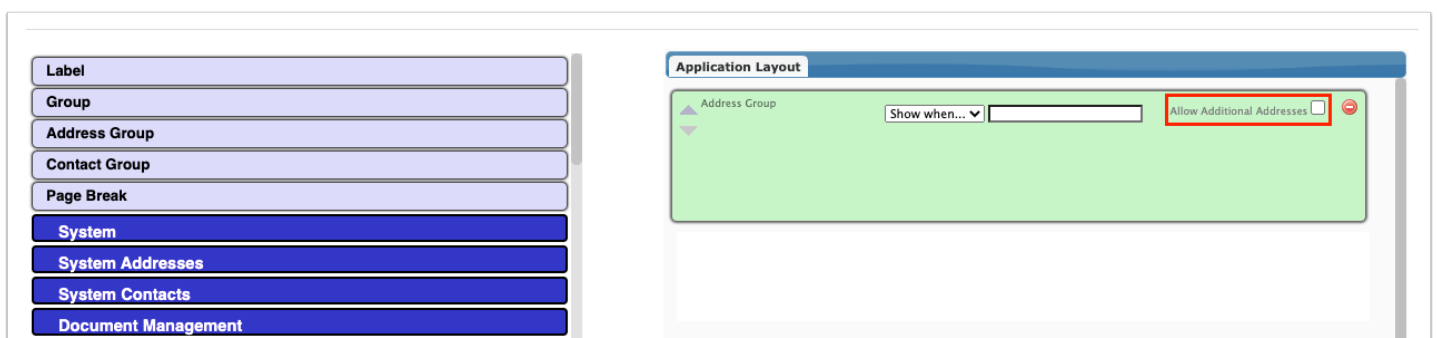 Label
Group
Address Group
Contact Group
Page Break
System
System Addresses
System Contacts
Document Management
Application Layout
Address Group
Show when...
Allow Additional Addresses